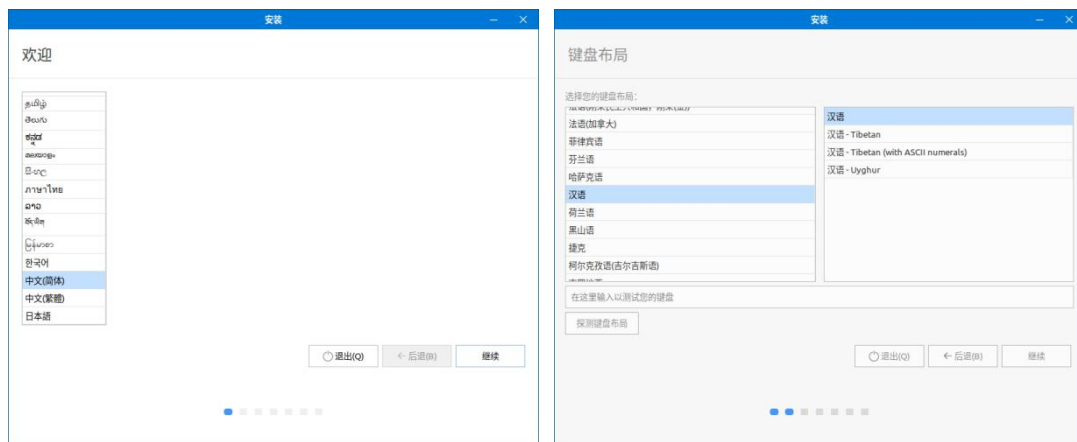 安装
欢迎
தமிழ்
తెలుగు
ಕನ್ನಡ
മലയാളം
සිංහල
ภาษาไทย
ລາວ
မြန်မာစာ
한국어
中文(简体)
中文(繁體)
日本語
退出(Q)
后退(B)
继续
安装
键盘布局
选择您的键盘布局:
法语(加拿大)
菲律宾语
芬兰语
哈萨克语
汉语
荷兰语
黑山语
捷克
柯尔克孜语(吉尔吉斯语)
汉语
汉语 - Tibetan
汉语 - Tibetan (with ASCII numerals)
汉语 - Uyghur
在这里输入以测试您的键盘
探测键盘布局
退出(Q)
后退(B)
继续